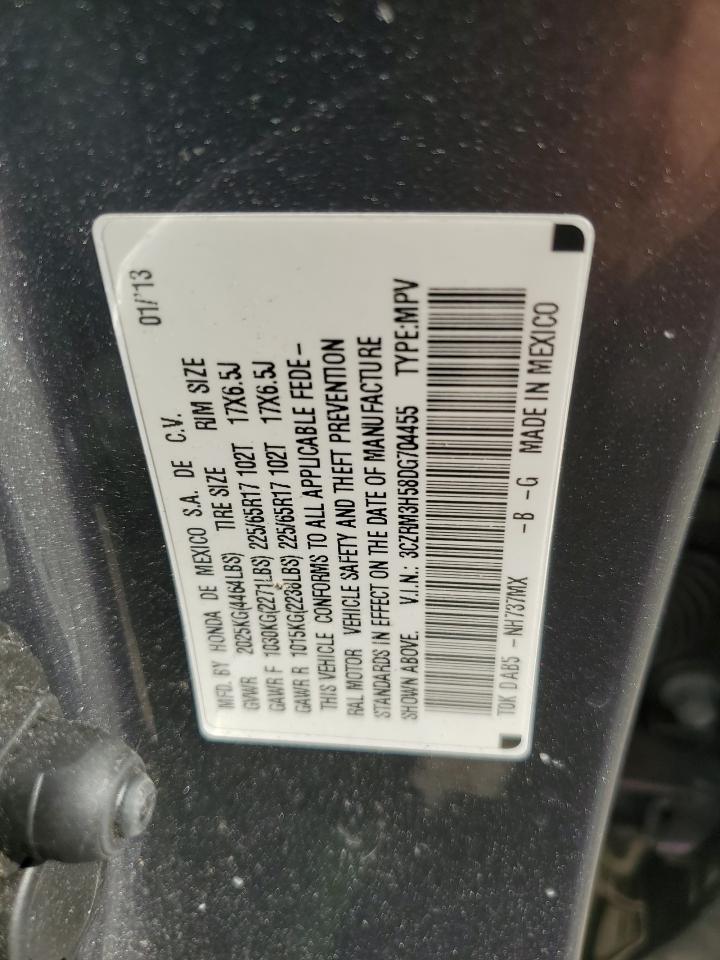 01/'13
MFD. BY HONDA DE MEXICO S.A. DE C.V.
GVWR 2025KG(4464LBS) TIRE SIZE RIM SIZE
GAWR F 1030KG(2271LBS) 225/65R17 102T 17X6.5J
GAWR R 1015KG(2238LBS) 225/65R17 102T 17X6.5J
THIS VEHICLE CONFORMS TO ALL APPLICABLE FEDE-
RAL MOTOR VEHICLE SAFETY AND THEFT PREVENTION
STANDARDS IN EFFECT ON THE DATE OF MANUFACTURE
SHOWN ABOVE. V.I.N.: 3CZRM3H58DG704455 TYPE:MPV
T0K DAB5 -NH737MX -B -G MADE IN MEXICO